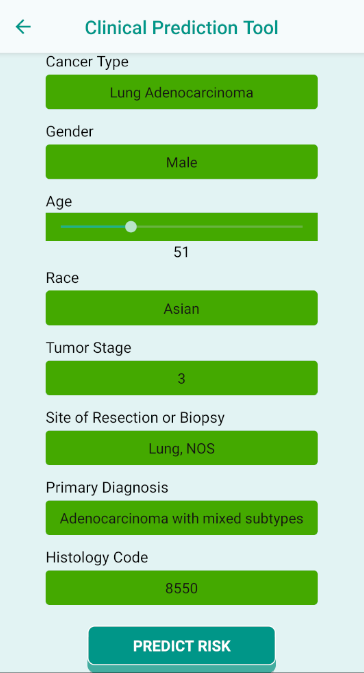 Clinical Prediction Tool
Cancer Type
Lung Adenocarcinoma
Gender
Male
Age
51
Race
Asian
Tumor Stage
3
Site of Resection or Biopsy
Lung, NOS
Primary Diagnosis
Adenocarcinoma with mixed subtypes
Histology Code
8550
PREDICT RISK